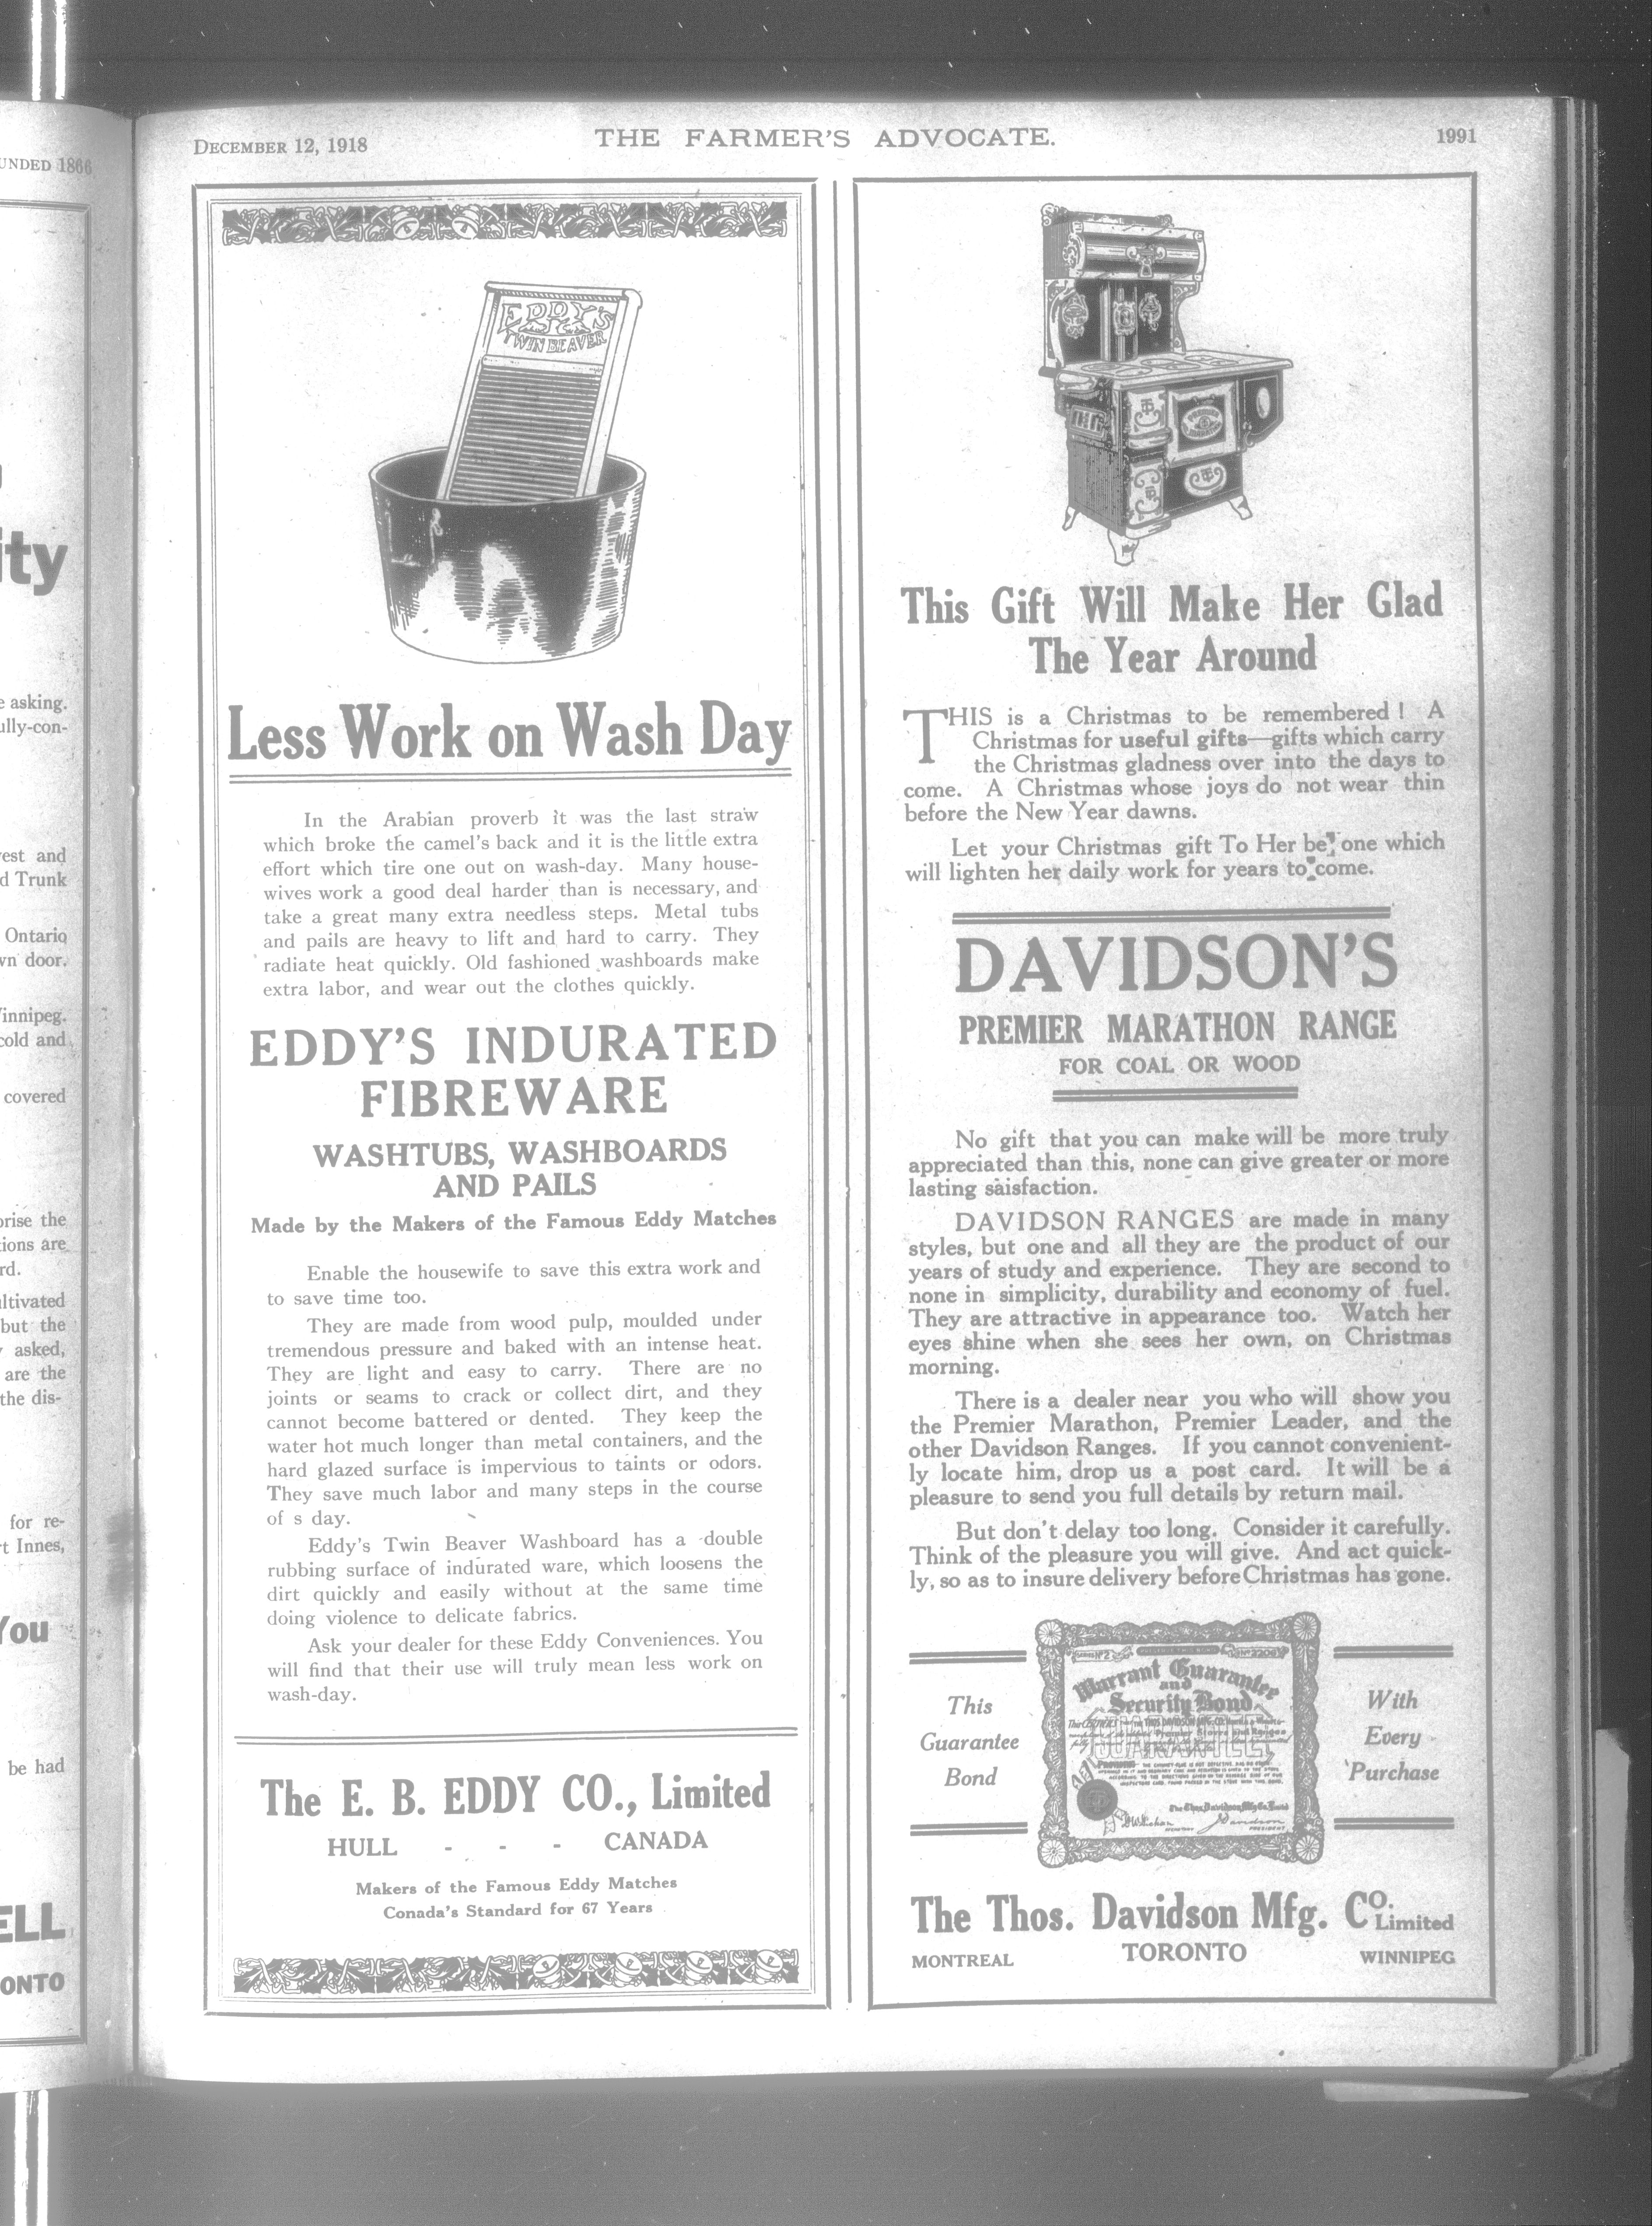 UNDED 1866
ity
e asking.
ully-con-
est and
d Trunk
Ontario
wn door.
innipeg.
cold and
covered
prise the
tions are
rd.
ultivated
but the
asked,
are the
the dis-
for re-
t Innes,
You
be had
ELL
ONTO
DECEMBER 12, 1918
THE FARMER'S ADVOCATE.
1991
EDDY'S
TWIN BEAVER
Less Work on Wash Day
In the Arabian proverb it was the last straw
which broke the camel's back and it is the little extra
effort which tire one out on wash-day. Many house-
wives work a good deal harder than is necessary, and
take a great many extra needless steps. Metal tubs
and pails are heavy to lift and hard to carry. They
radiate heat quickly. Old fashioned washboards make
extra labor, and wear out the clothes quickly.
EDDY'S INDURATED
FIBREWARE
WASHTUBS, WASHBOARDS
AND PAILS
Made by the Makers of the Famous Eddy Matches
Enable the housewife to save this extra work and
to save time too.
They are made from wood pulp, moulded under
tremendous pressure and baked with an intense heat.
They are light and easy to carry. There are no
joints or seams to crack or collect dirt, and they
cannot become battered or dented. They keep the
water hot much longer than metal containers, and the
hard glazed surface is impervious to taints or odors.
They save much labor and many steps in the course
of s day.
Eddy's Twin Beaver Washboard has a double
rubbing surface of indurated ware, which loosens the
dirt quickly and easily without at the same time
doing violence to delicate fabrics.
Ask your dealer for these Eddy Conveniences. You
will find that their use will truly mean less work on
wash-day.
The E. B. EDDY CO., Limited
HULL - - - CANADA
Makers of the Famous Eddy Matches
Conada's Standard for 67 Years
This Gift Will Make Her Glad
The Year Around
THIS is a Christmas to be remembered! A
Christmas for useful gifts—gifts which carry
the Christmas gladness over into the days to
come. A Christmas whose joys do not wear thin
before the New Year dawns.
Let your Christmas gift To Her be one which
will lighten her daily work for years to come.
DAVIDSON'S
PREMIER MARATHON RANGE
FOR COAL OR WOOD
No gift that you can make will be more truly
appreciated than this, none can give greater or more
lasting saisfaction.
DAVIDSON RANGES are made in many
styles, but one and all they are the product of our
years of study and experience. They are second to
none in simplicity, durability and economy of fuel.
They are attractive in appearance too. Watch her
eyes shine when she sees her own, on Christmas
morning.
There is a dealer near you who will show you
the Premier Marathon, Premier Leader, and the
other Davidson Ranges. If you cannot convenient-
ly locate him, drop us a post card. It will be a
pleasure to send you full details by return mail.
But don't delay too long. Consider it carefully.
Think of the pleasure you will give. And act quick-
ly, so as to insure delivery before Christmas has gone.
This
Guarantee
Bond
Warrant Guarantee
and
Security Bond
GUARANTEE
With
Every
Purchase
The Thos. Davidson Mfg. Co. Limited
MONTREAL TORONTO WINNIPEG